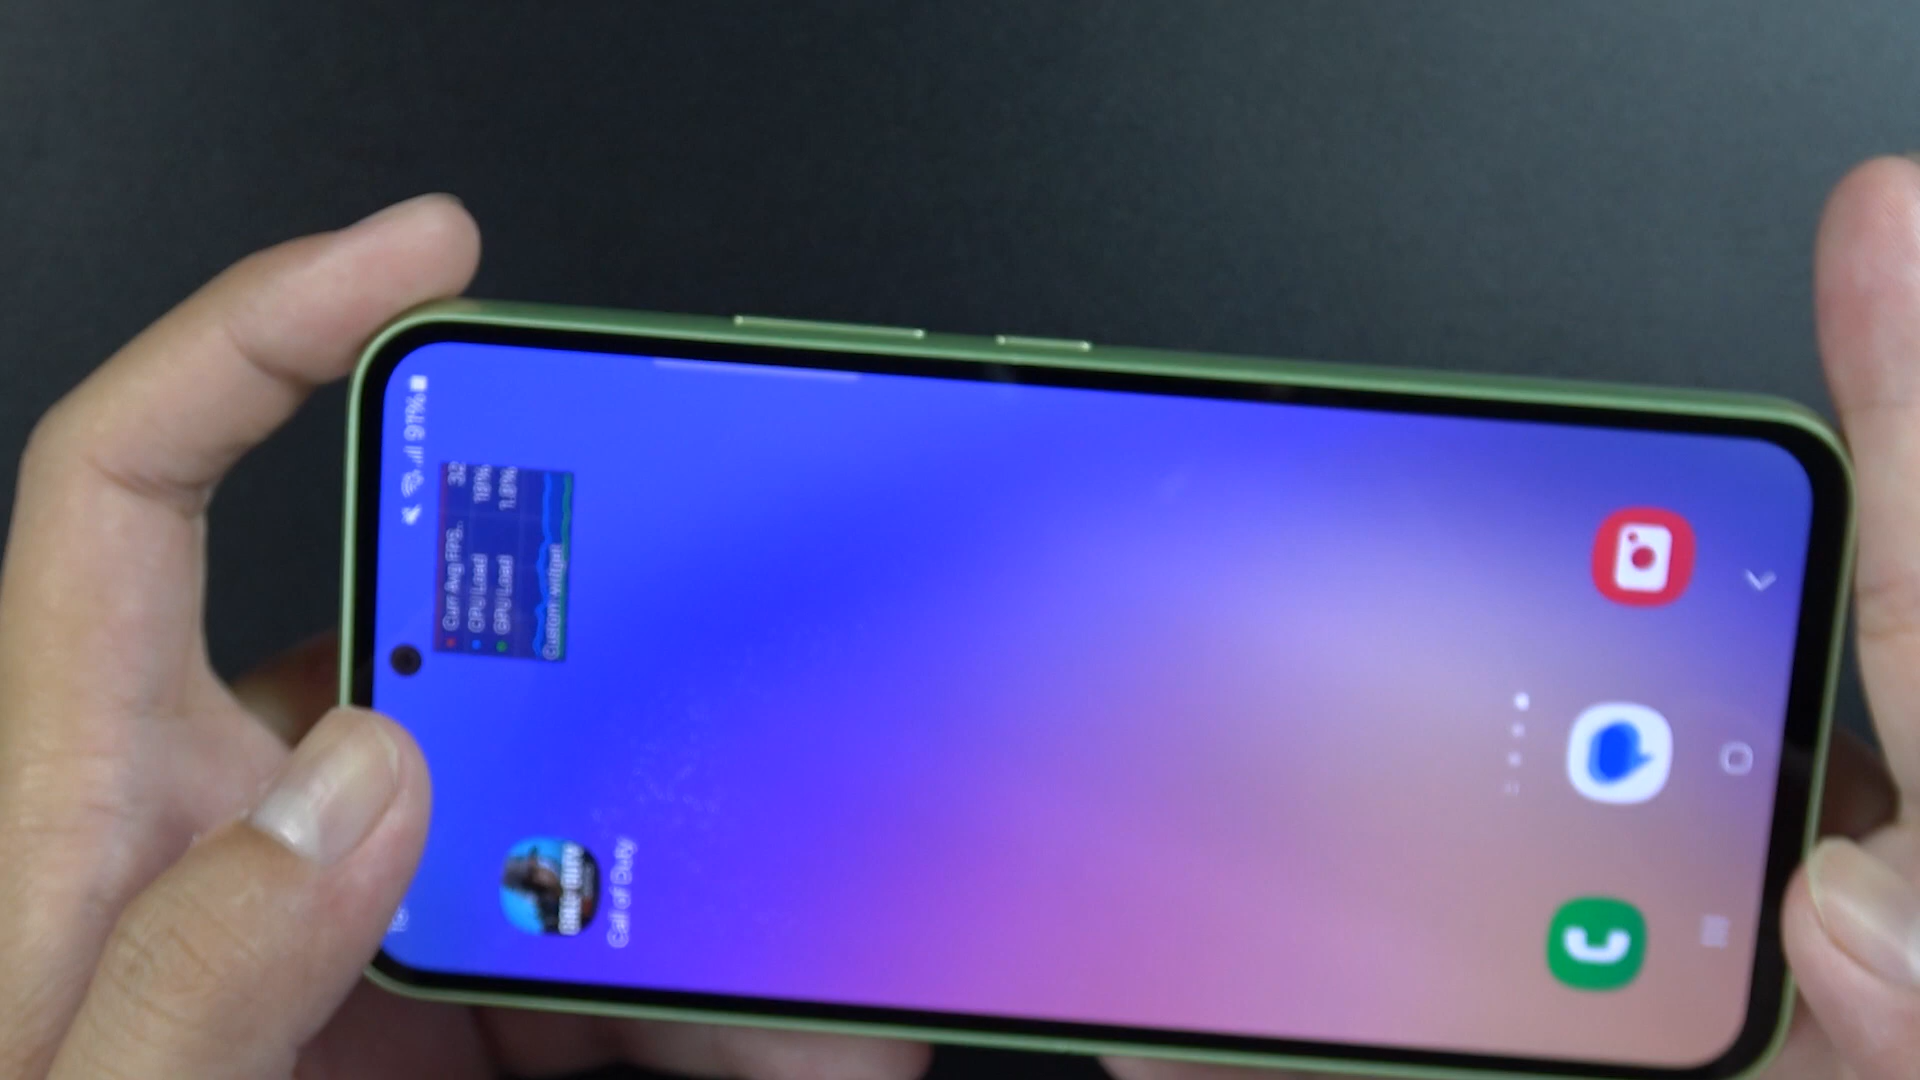 91%
Curr Avg FPS.. 32
CPU Load 18%
GPU Load 1.8%
Custom widget
Call of Duty